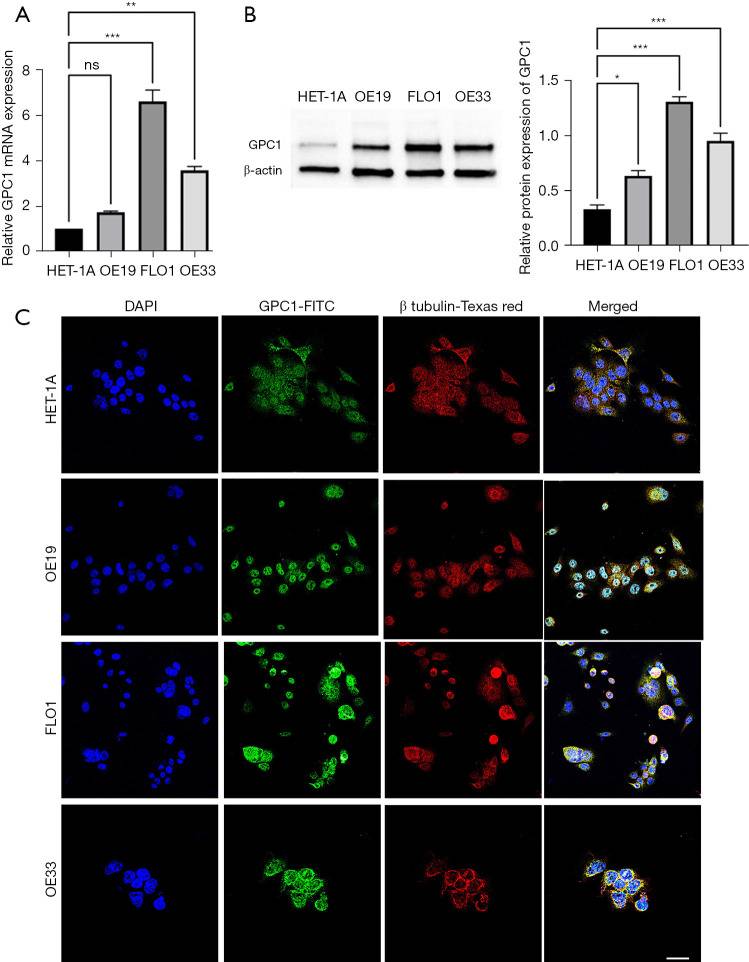 A
Relative GPC1 mRNA expression
8
6
4
2
0
ns
***
**
HET-1A OE19 FLO1 OE33
B
HET-1A OE19 FLO1 OE33
GPC1
β-actin
Relative protein expression of GPC1
1.5
1.0
0.5
0.0
*
***
***
HET-1A OE19 FLO1 OE33
C
DAPI GPC1-FITC β tubulin-Texas red Merged
HET-1A
OE19
FLO1
OE33